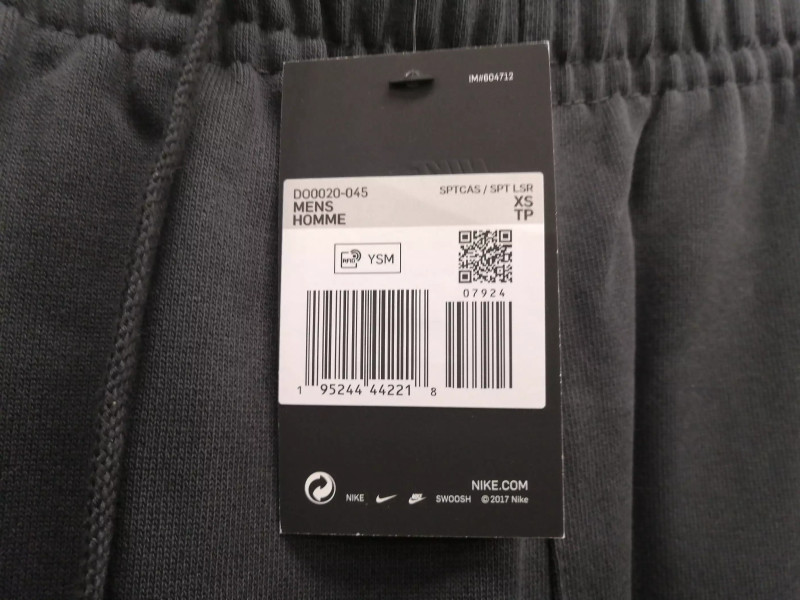 IM#604712
DO0020-045
SPTCAS / SPT LSR
MENS
XS
HOMME
TP
RFID
YSM
07924
1 95244 44221 8
NIKE.COM
NIKE SWOOSH © 2017 Nike